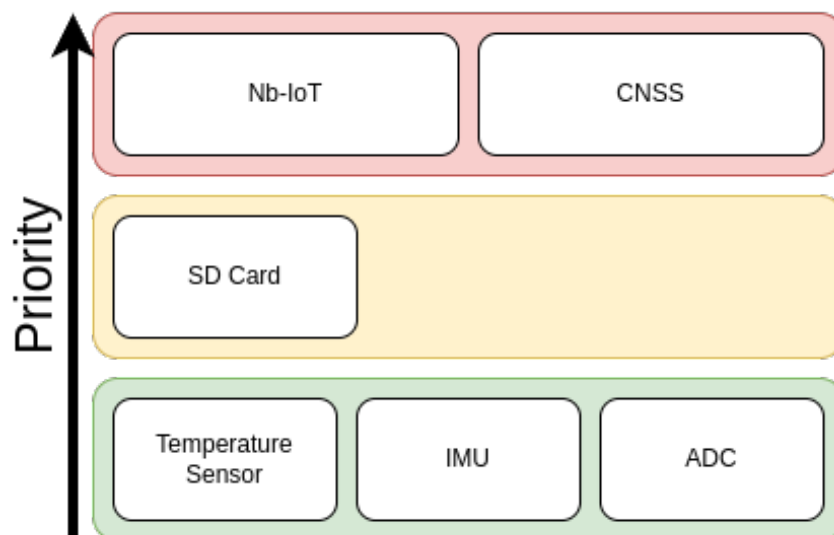 Priority
Nb-IoT
CNSS
SD Card
Temperature
Sensor
IMU
ADC